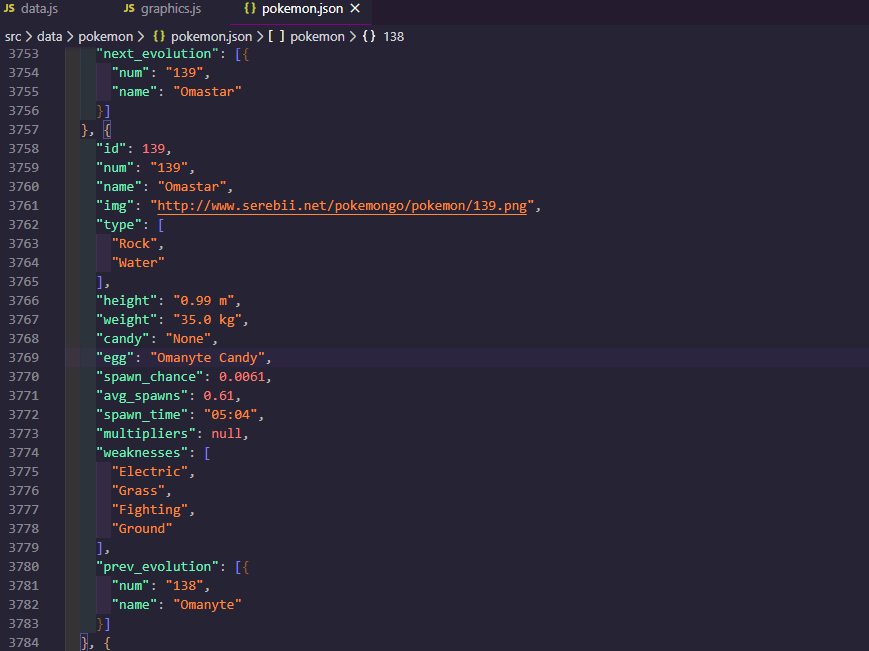 JS data.js JS graphics.js {} pokemon.json ×
src > data > pokemon > {} pokemon.json > [ ] pokemon > {} 138
3753 "next_evolution": [{
3754 "num": "139",
3755 "name": "Omastar"
3756 }]
3757 }, {
3758 "id": 139,
3759 "num": "139",
3760 "name": "Omastar",
3761 "img": "http://www.serebii.net/pokemongo/pokemon/139.png",
3762 "type": [
3763 "Rock",
3764 "Water"
3765 ],
3766 "height": "0.99 m",
3767 "weight": "35.0 kg",
3768 "candy": "None",
3769 "egg": "Omanyte Candy",
3770 "spawn_chance": 0.0061,
3771 "avg_spawns": 0.61,
3772 "spawn_time": "05:04",
3773 "multipliers": null,
3774 "weaknesses": [
3775 "Electric",
3776 "Grass",
3777 "Fighting",
3778 "Ground"
3779 ],
3780 "prev_evolution": [{
3781 "num": "138",
3782 "name": "Omanyte"
3783 }]
3784 }, {